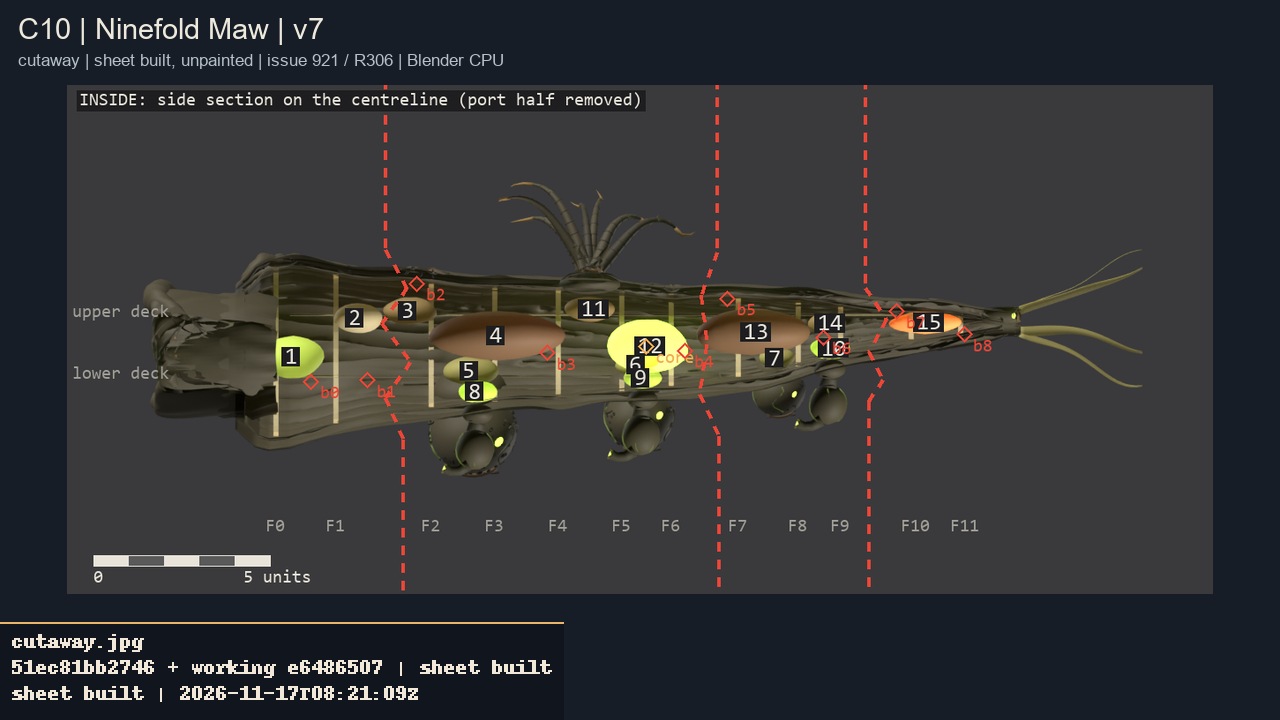 C10 | Ninefold Maw | v7
cutaway | sheet built, unpainted | issue 921 / R306 | Blender CPU
INSIDE: side section on the centreline (port half removed)
upper deck
lower deck
1
2
3
4
5
6
7
8
9
11
12
13
14
15
b0
b1
b2
b3
b4
b5
b8
core
F0 F1 F2 F3 F4 F5 F6 F7 F8 F9 F10 F11
0 5 units
cutaway.jpg
51ec81bb2746 + working e6486507 | sheet built
sheet built | 2026-11-17T08:21:09Z